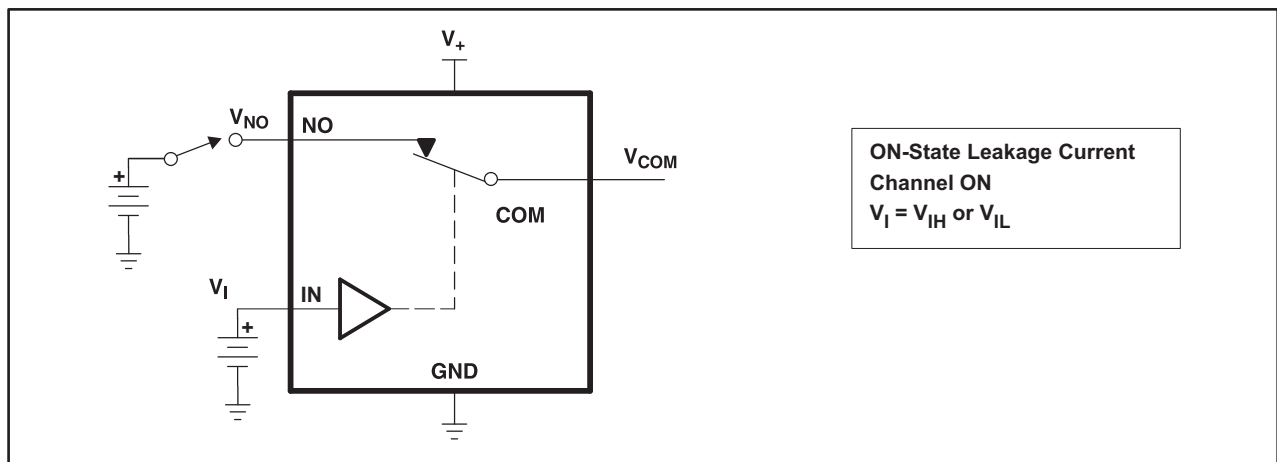 V+
VNO
NO
+
VCOM
COM
VI
IN
+
GND
ON-State Leakage Current
Channel ON
VI = VIH or VIL